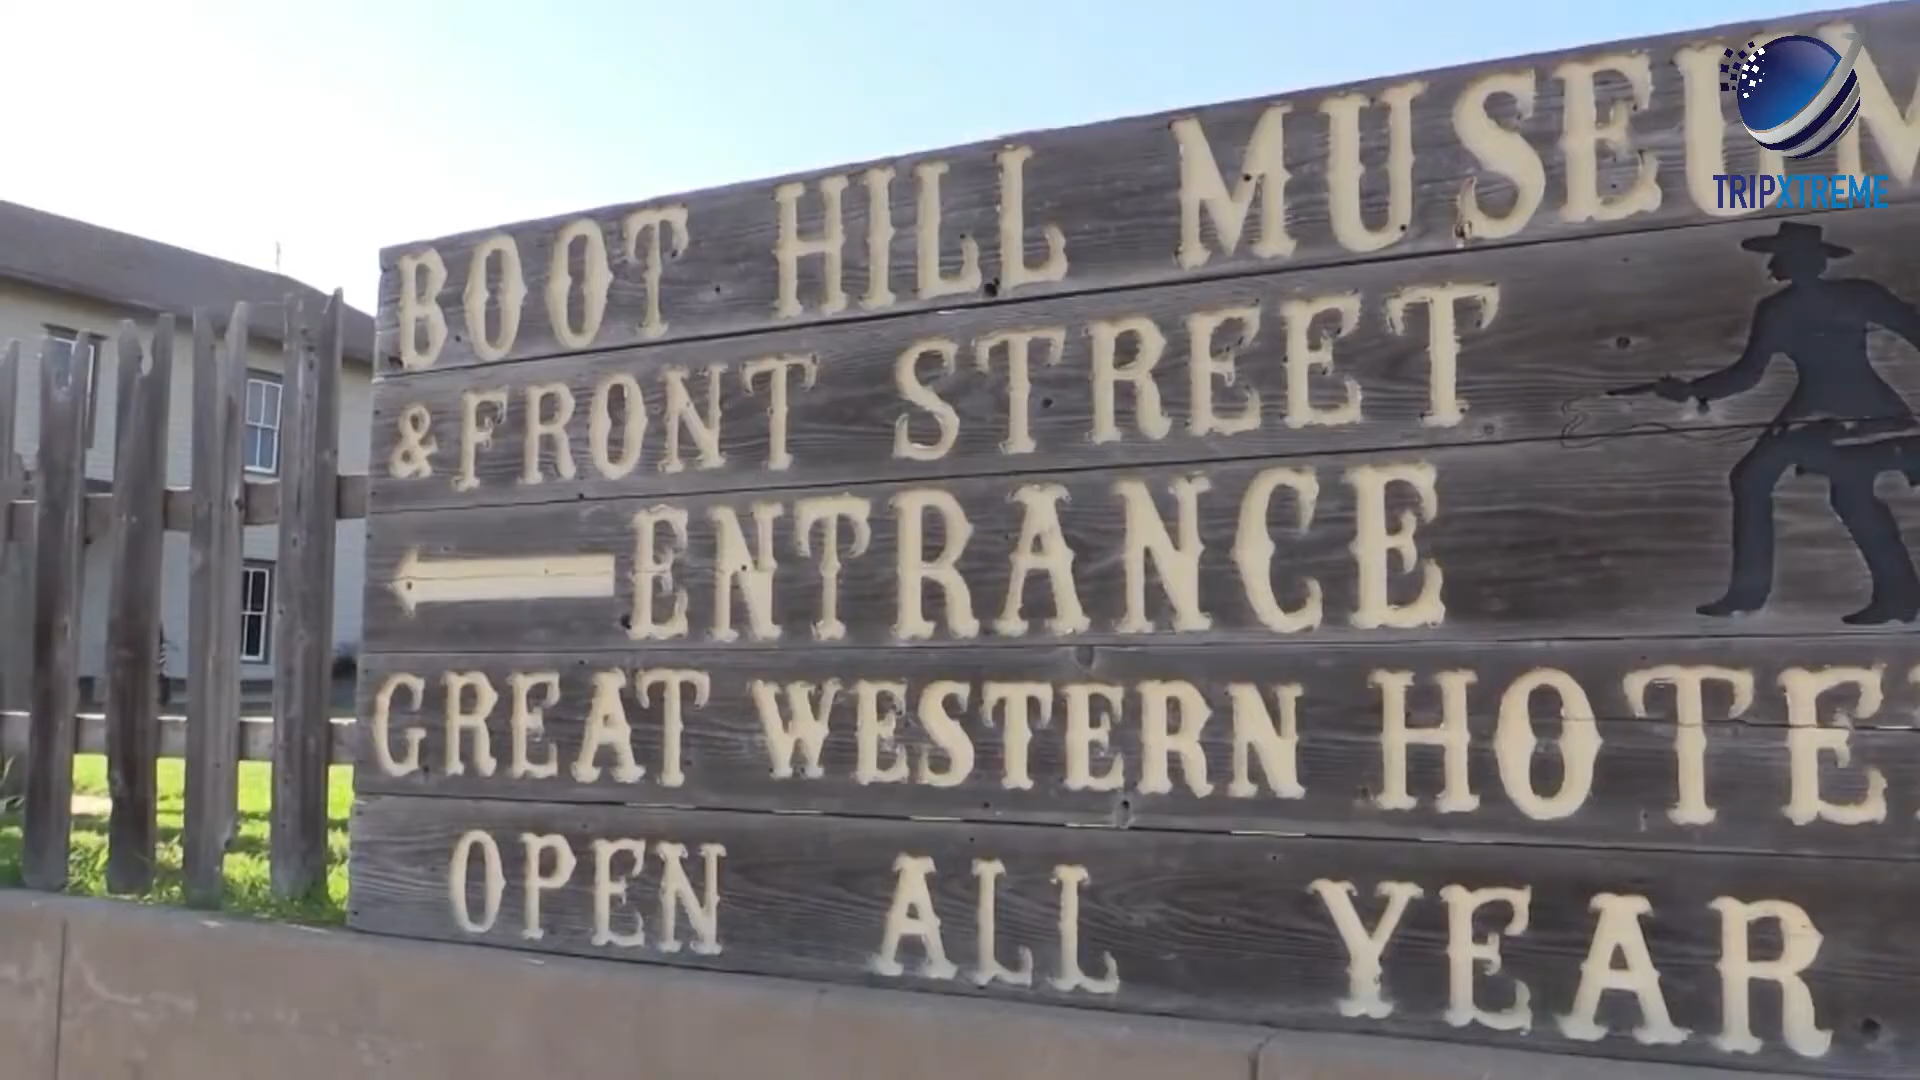 BOOT HILL MUSEUM
& FRONT STREET
ENTRANCE
GREAT WESTERN HOTEL
OPEN ALL YEAR
TRIPXTREME